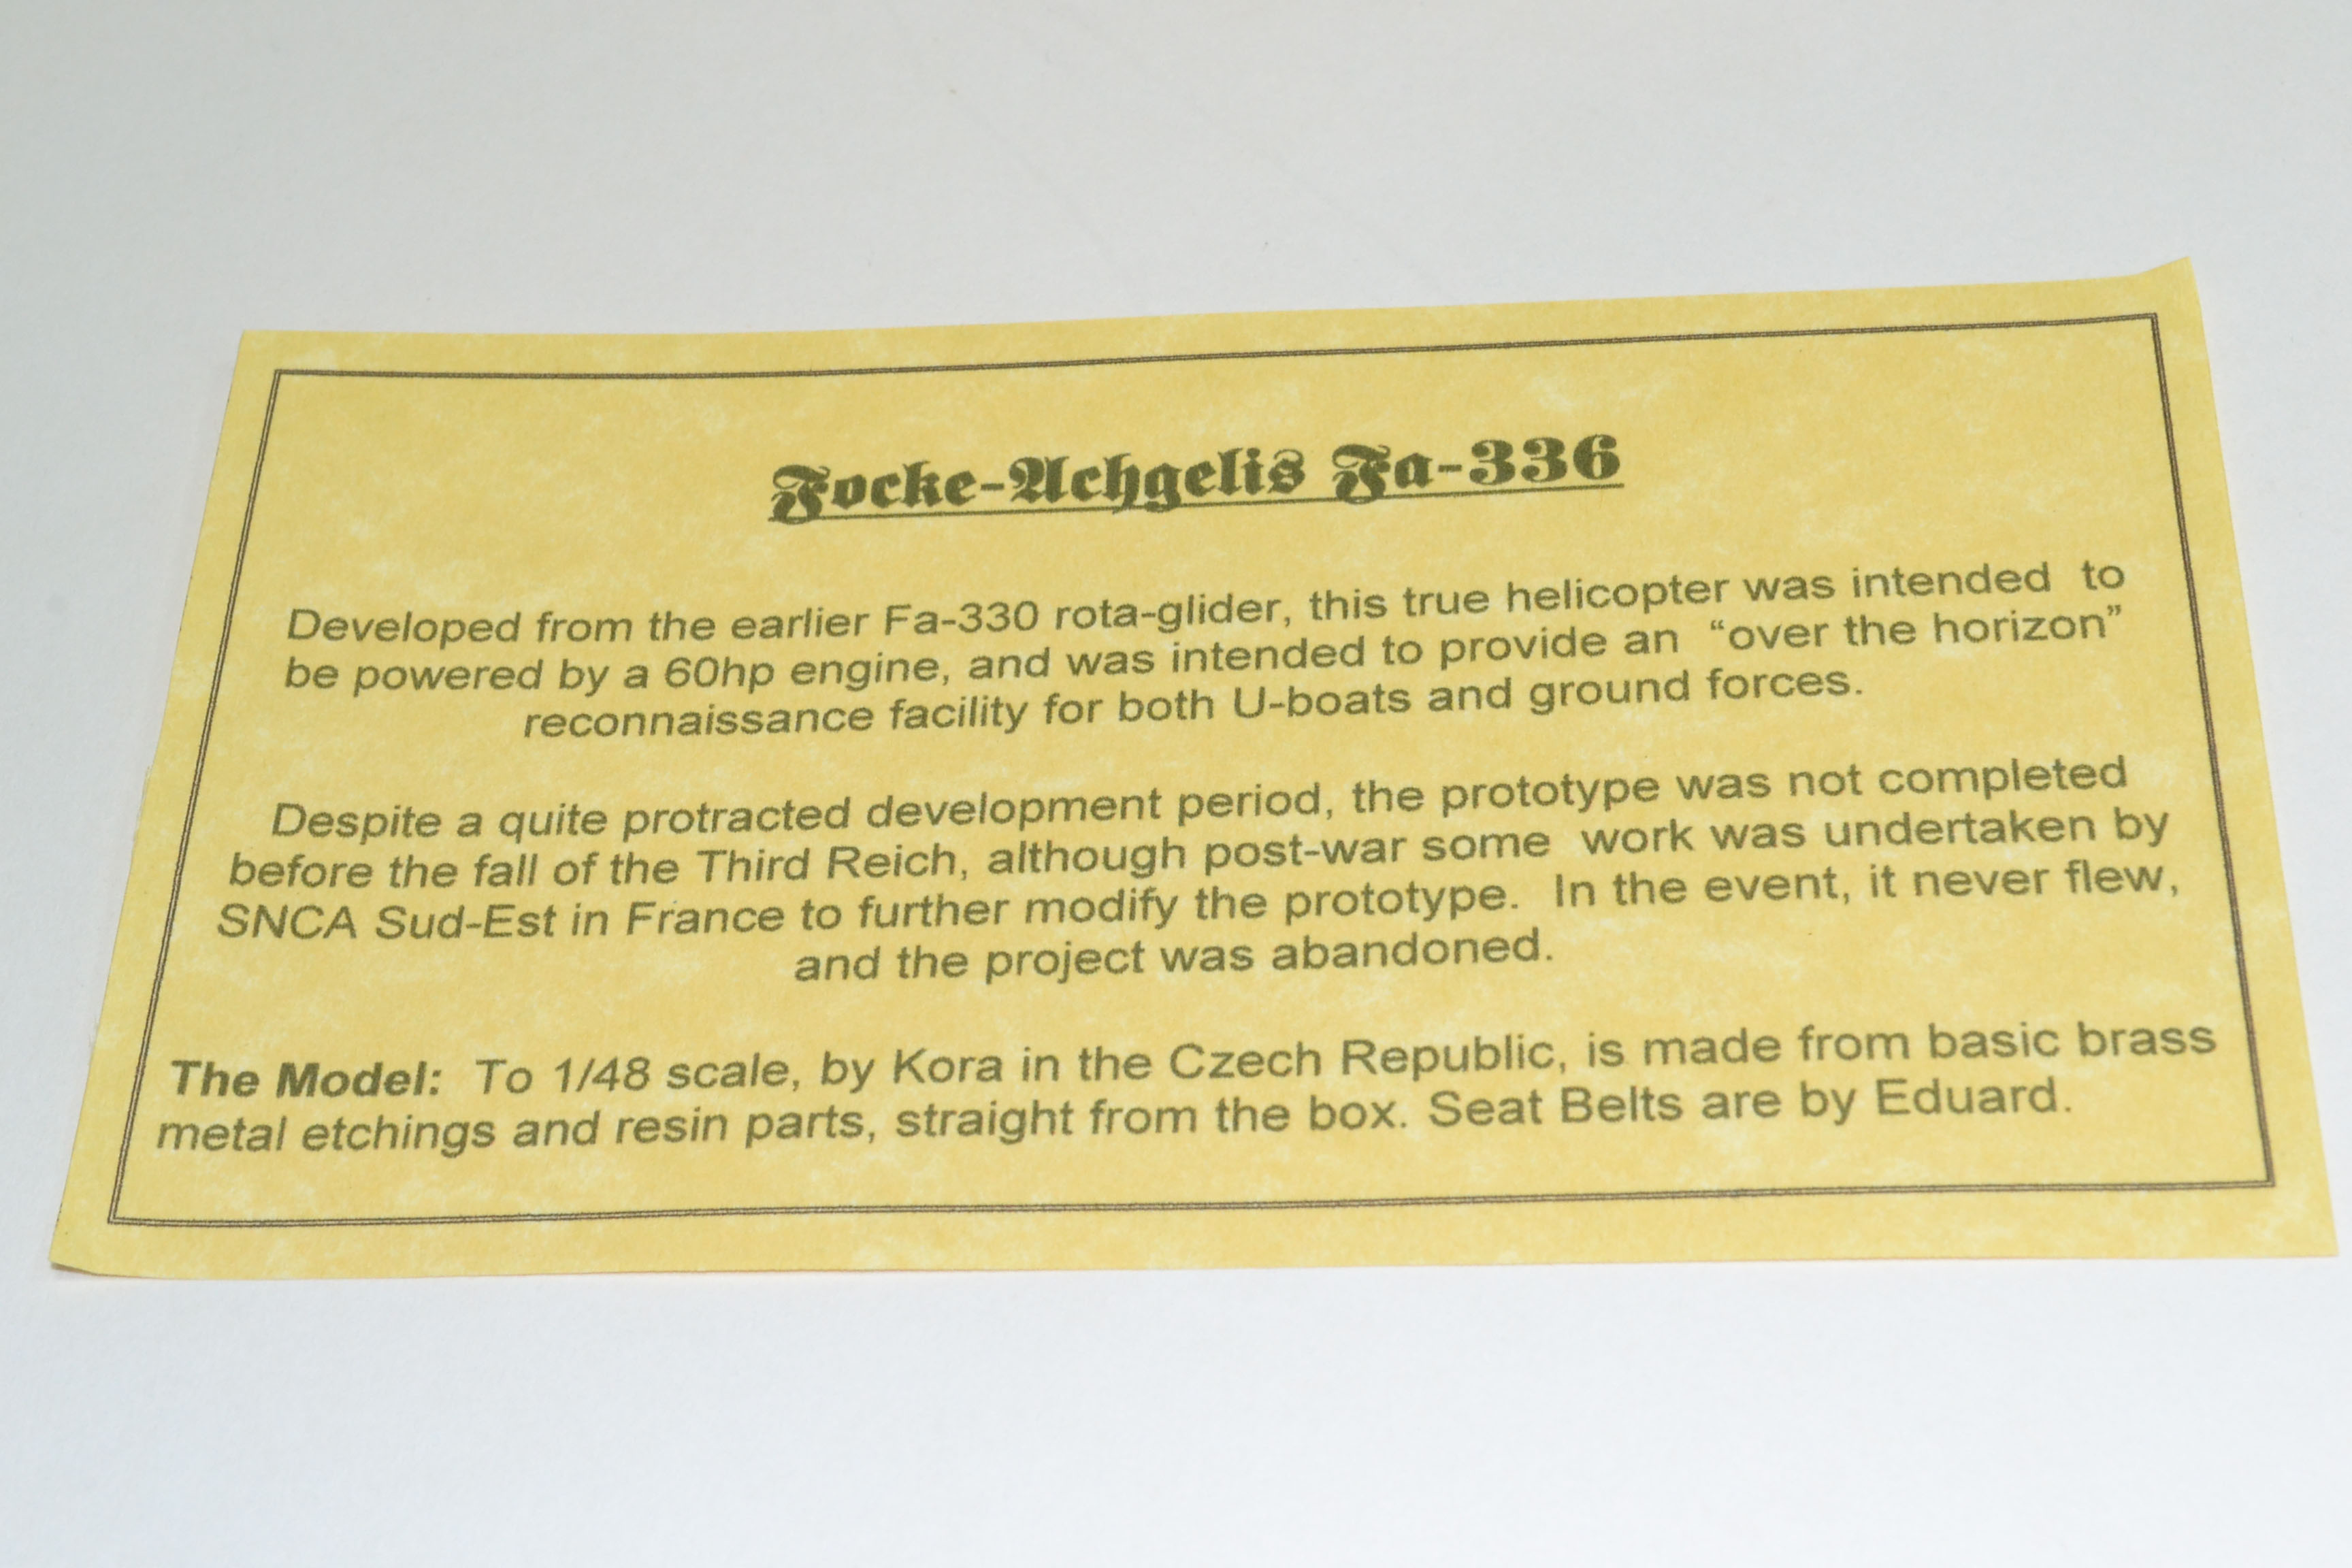 Focke-Achgelis Fa-336
Developed from the earlier Fa-330 rota-glider, this true helicopter was intended to
be powered by a 60hp engine, and was intended to provide an “over the horizon”
reconnaissance facility for both U-boats and ground forces.
Despite a quite protracted development period, the prototype was not completed
before the fall of the Third Reich, although post-war some work was undertaken by
SNCA Sud-Est in France to further modify the prototype. In the event, it never flew,
and the project was abandoned.
The Model: To 1/48 scale, by Kora in the Czech Republic, is made from basic brass
metal etchings and resin parts, straight from the box. Seat Belts are by Eduard.